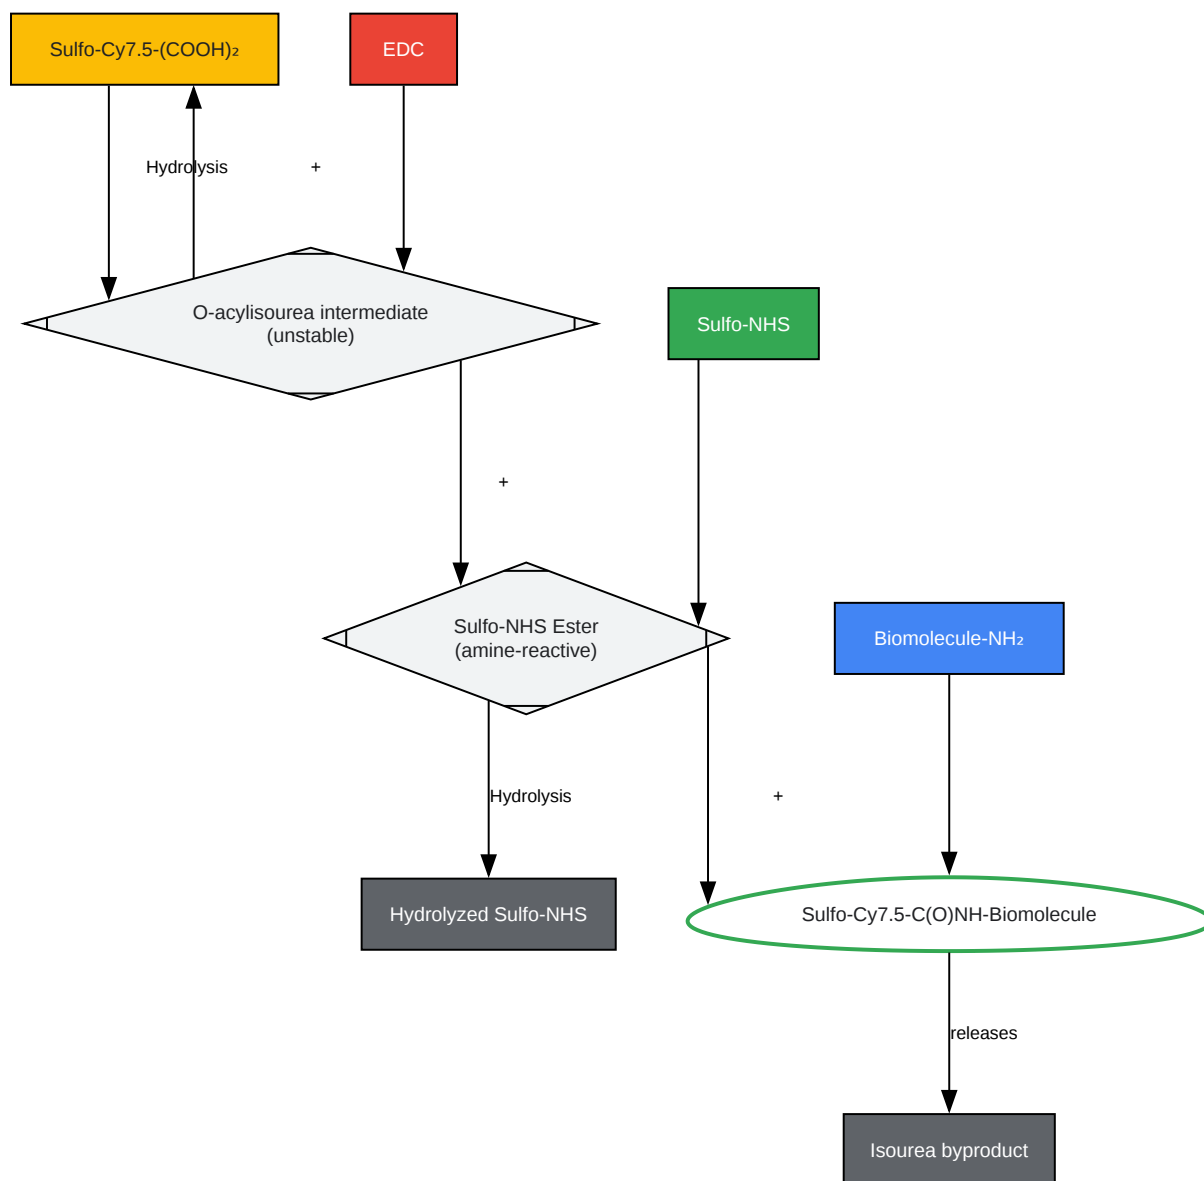 Sulfo-Cy7.5-(COOH)₂
EDC
Hydrolysis
+
O-acylisourea intermediate
(unstable)
Sulfo-NHS
+
Sulfo-NHS Ester
(amine-reactive)
Biomolecule-NH₂
Hydrolysis
+
Hydrolyzed Sulfo-NHS
Sulfo-Cy7.5-C(O)NH-Biomolecule
releases
Isourea byproduct